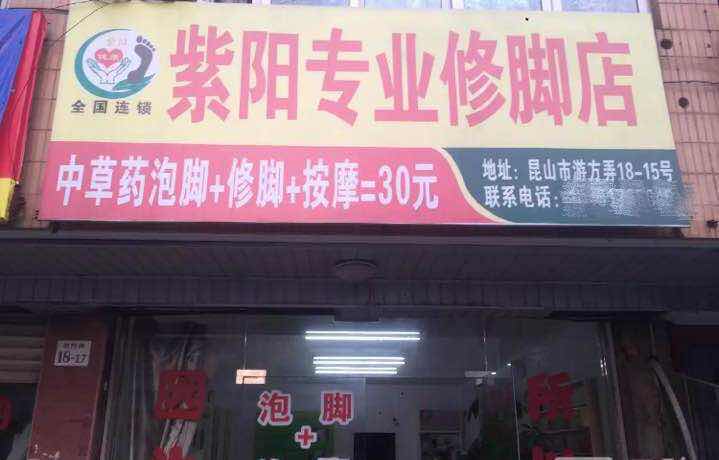 紫阳专业修脚店
全国连锁
中草药泡脚+修脚+按摩=30元
地址：昆山市游方弄18-15号
联系电话：
18-17
泡脚
+
所